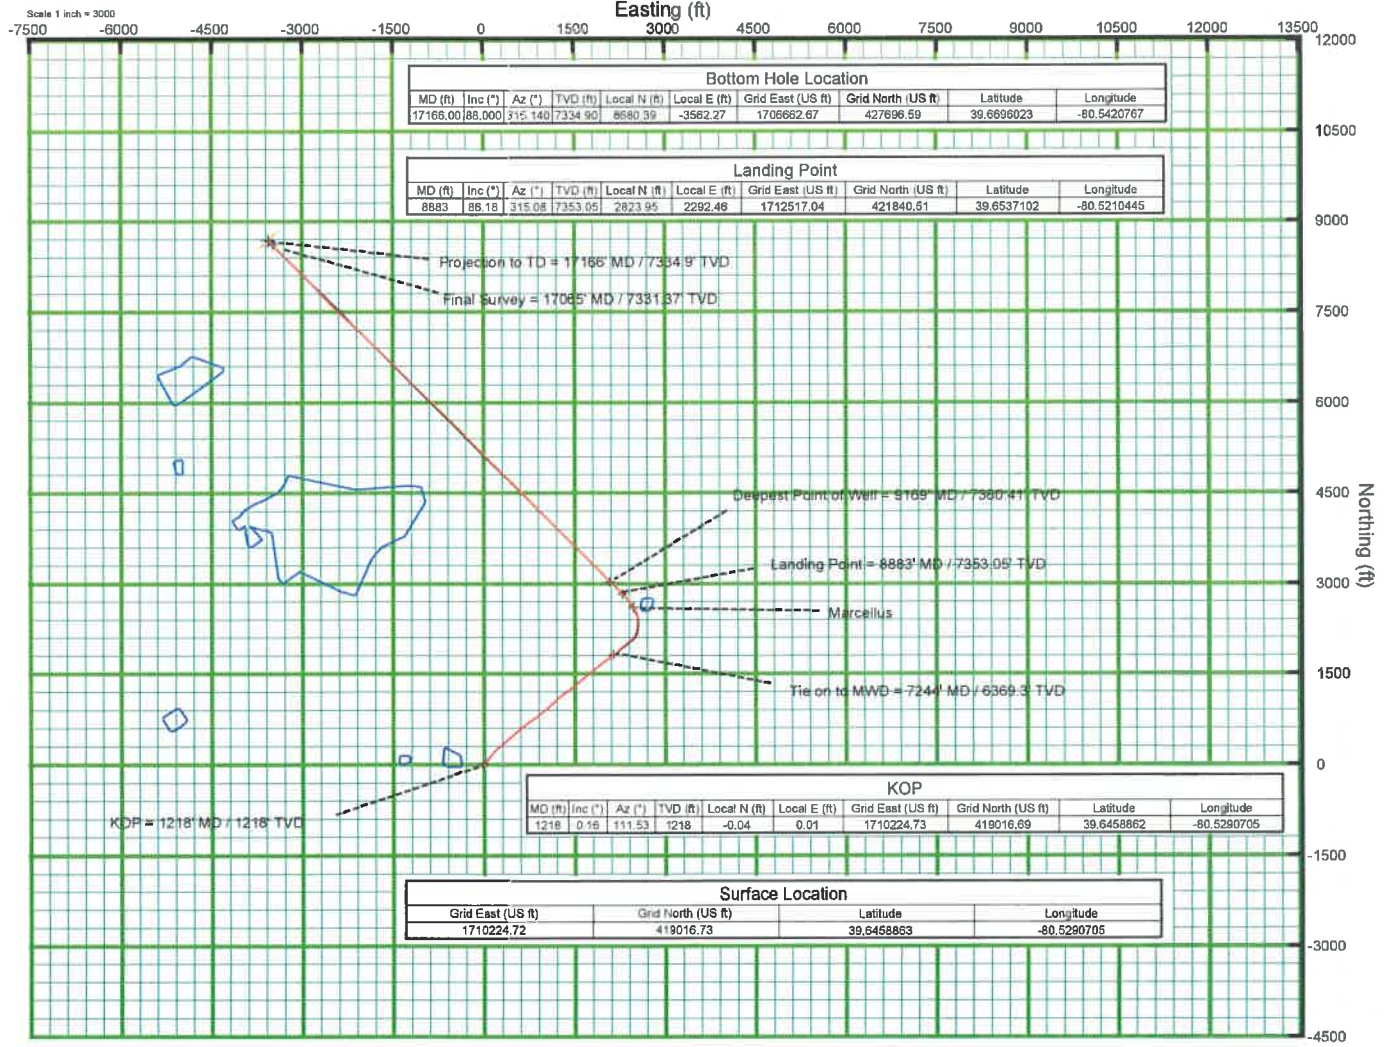 Scale 1 inch = 3000
Easting (ft)
-7500 -6000 -4500 -3000 -1500 0 1500 3000 4500 6000 7500 9000 10500 12000 13500
12000
Bottom Hole Location
MD (ft) Inc (°) Az (°) TVD (ft) Local N (ft) Local E (ft) Grid East (US ft) Grid North (US ft) Latitude Longitude
17166.00 88.000 315.140 7334.90 8680.39 -3562.27 1706662.67 427696.59 39.6696023 -80.5420767
10500
Landing Point
MD (ft) Inc (°) Az (°) TVD (ft) Local N (ft) Local E (ft) Grid East (US ft) Grid North (US ft) Latitude Longitude
8883 86.18 315.08 7353.05 2823.95 2292.46 1712517.04 421840.51 39.6537102 -80.5210445
9000
Projection to TD = 17166' MD / 7334.9' TVD
Final Survey = 17065' MD / 7331.37' TVD
7500
6000
Deepest Point of Well = 9169' MD / 7380.41' TVD
4500
Northing (ft)
Landing Point = 8883' MD / 7353.05' TVD
3000
Marcellus
1500
Tie on to MWD = 7244' MD / 6369.3' TVD
0
KOP
MD (ft) Inc (°) Az (°) TVD (ft) Local N (ft) Local E (ft) Grid East (US ft) Grid North (US ft) Latitude Longitude
1218 0.16 111.53 1218 -0.04 0.01 1710224.73 419016.69 39.6458862 -80.5290705
KOP = 1218' MD / 1218' TVD
-1500
Surface Location
Grid East (US ft) Grid North (US ft) Latitude Longitude
1710224.72 419016.73 39.6458863 -80.5290705
-3000
-4500